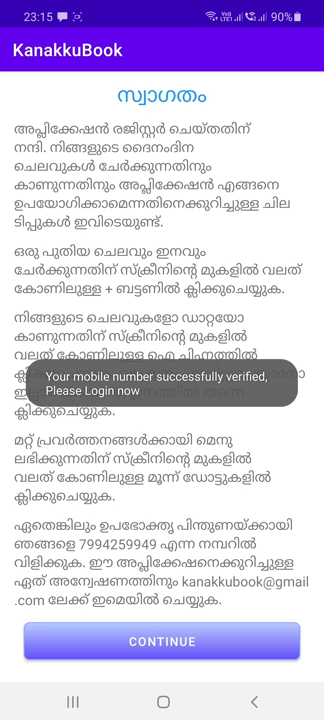 23:15
90%
KanakkuBook
സ്വാഗതം
അപ്ലിക്കേഷൻ രജിസ്റ്റർ ചെയ്തതിന്
നന്ദി. നിങ്ങളുടെ ദൈനംദിന
ചെലവുകൾ ചേർക്കുന്നതിനും
കാണുന്നതിനും അപ്ലിക്കേഷൻ എങ്ങനെ
ഉപയോഗിക്കാമെന്നതിനെക്കുറിച്ചുള്ള ചില
ടിപ്പുകൾ ഇവിടെയുണ്ട്.
ഒരു പുതിയ ചെലവും ഇനവും
ചേർക്കുന്നതിന് സ്ക്രീനിന്റെ മുകളിൽ വലത്
കോണിലുള്ള + ബട്ടണിൽ ക്ലിക്കുചെയ്യുക.
നിങ്ങളുടെ ചെലവുകളോ ഡാറ്റയോ
കാണുന്നതിന് സ്ക്രീനിന്റെ മുകളിൽ
വലത് കോണിലുള്ള ഐ ചിഹ്നത്തിൽ
Your mobile number successfully verified,
Please Login now
ക്ലിക്കുചെയ്യുക.
മറ്റ് പ്രവർത്തനങ്ങൾക്കായി മെനു
ലഭിക്കുന്നതിന് സ്ക്രീനിന്റെ മുകളിൽ
വലത് കോണിലുള്ള മൂന്ന് ഡോട്ടുകളിൽ
ക്ലിക്കുചെയ്യുക.
ഏതെങ്കിലും ഉപഭോക്തൃ പിന്തുണയ്ക്കായി
ഞങ്ങളെ 7994259949 എന്ന നമ്പറിൽ
വിളിക്കുക. ഈ അപ്ലിക്കേഷനെക്കുറിച്ചുള്ള
ഏത് അന്വേഷണത്തിനും kanakkubook@gmail
.com ലേക്ക് ഇമെയിൽ ചെയ്യുക.
CONTINUE